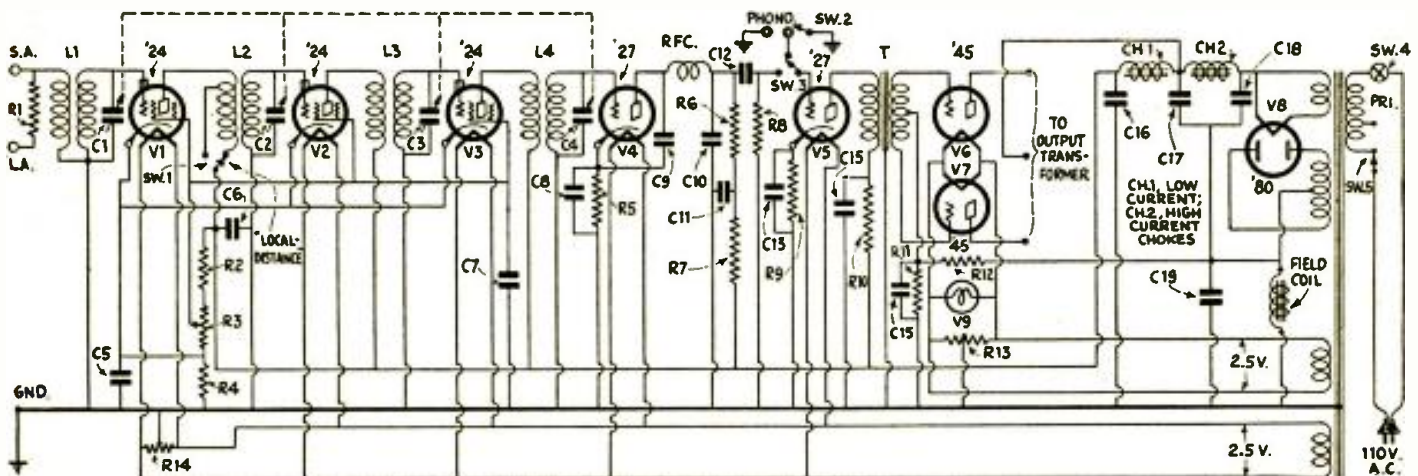 S.A.
L1
'24
L2
'24
L3
'24
L4
'27
RFC.
C12
PHONO.
SW.2
SW.3
'27
T
'45
CH1
CH2
C18
SW.4
R1
L.A.
C1
V1
C2
V2
C3
V3
C4
V4
C9
C10
R6
R8
V5
C15
V6
V7
45
TO
OUTPUT
TRANS-
FORMER
C16
C17
V8
'80
PRI.
SW.5
SW.1
C6
LOCAL-
DISTANCE
C8
R5
C11
C13
R7
R9
R10
R11
R12
CH.1, LOW
CURRENT;
CH.2, HIGH
CURRENT
CHOKES
R2
R3
C7
C15
V9
C19
FIELD
COIL
R13
C5
R4
2.5 V.
GND.
R14
2.5 V.
110V.
A.C.